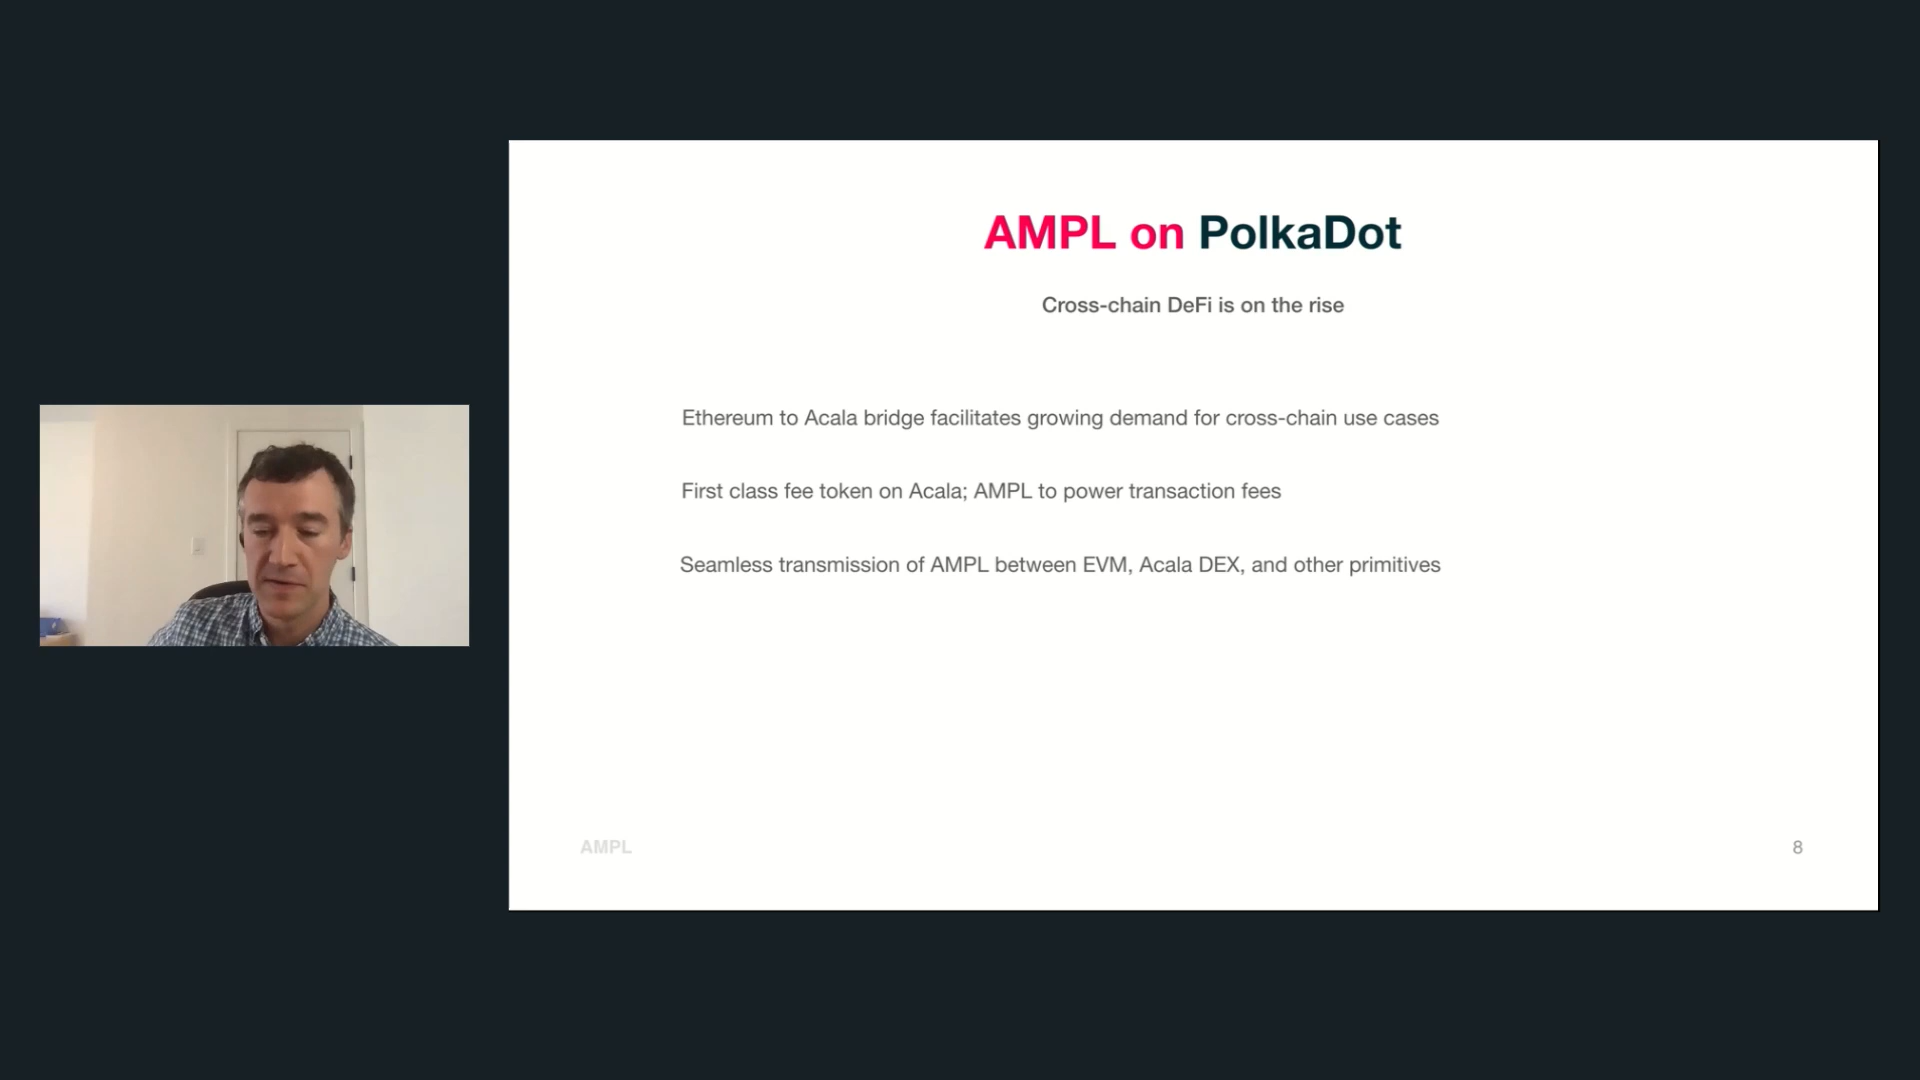 AMPL on PolkaDot
Cross-chain DeFi is on the rise
Ethereum to Acala bridge facilitates growing demand for cross-chain use cases
First class fee token on Acala; AMPL to power transaction fees
Seamless transmission of AMPL between EVM, Acala DEX, and other primitives
AMPL
8